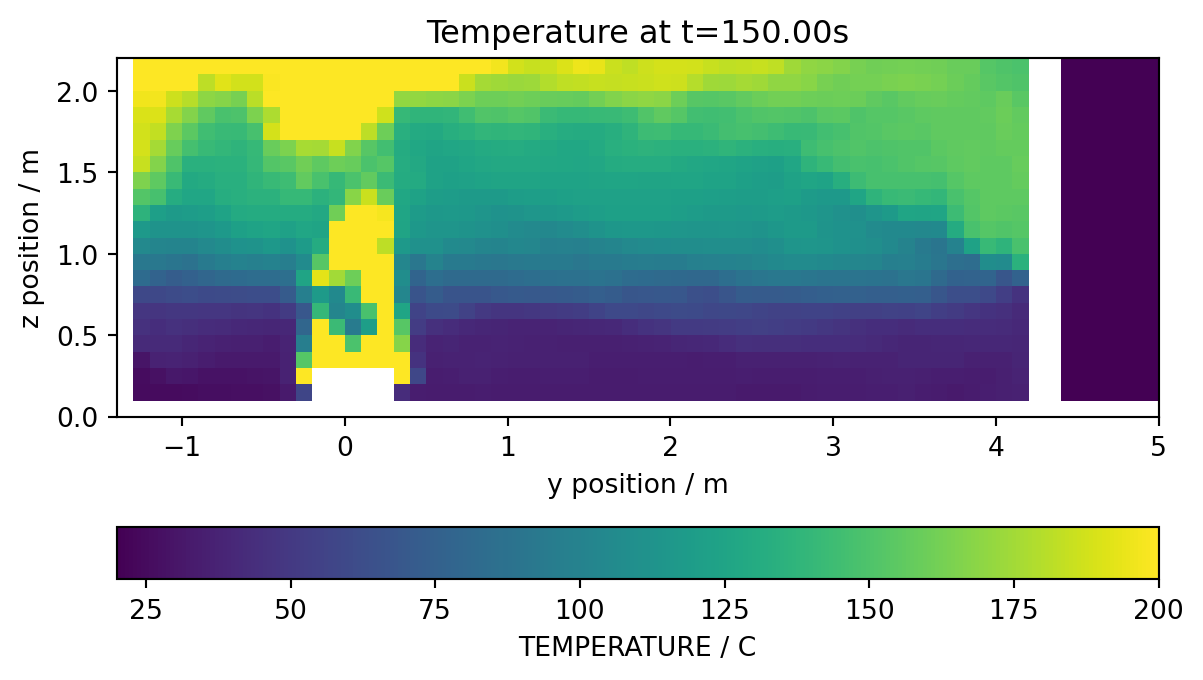 Temperature at t=150.00s
2.0
1.5
1.0
0.5
0.0
z position / m
−1 0 1 2 3 4 5
y position / m
25 50 75 100 125 150 175 200
TEMPERATURE / C